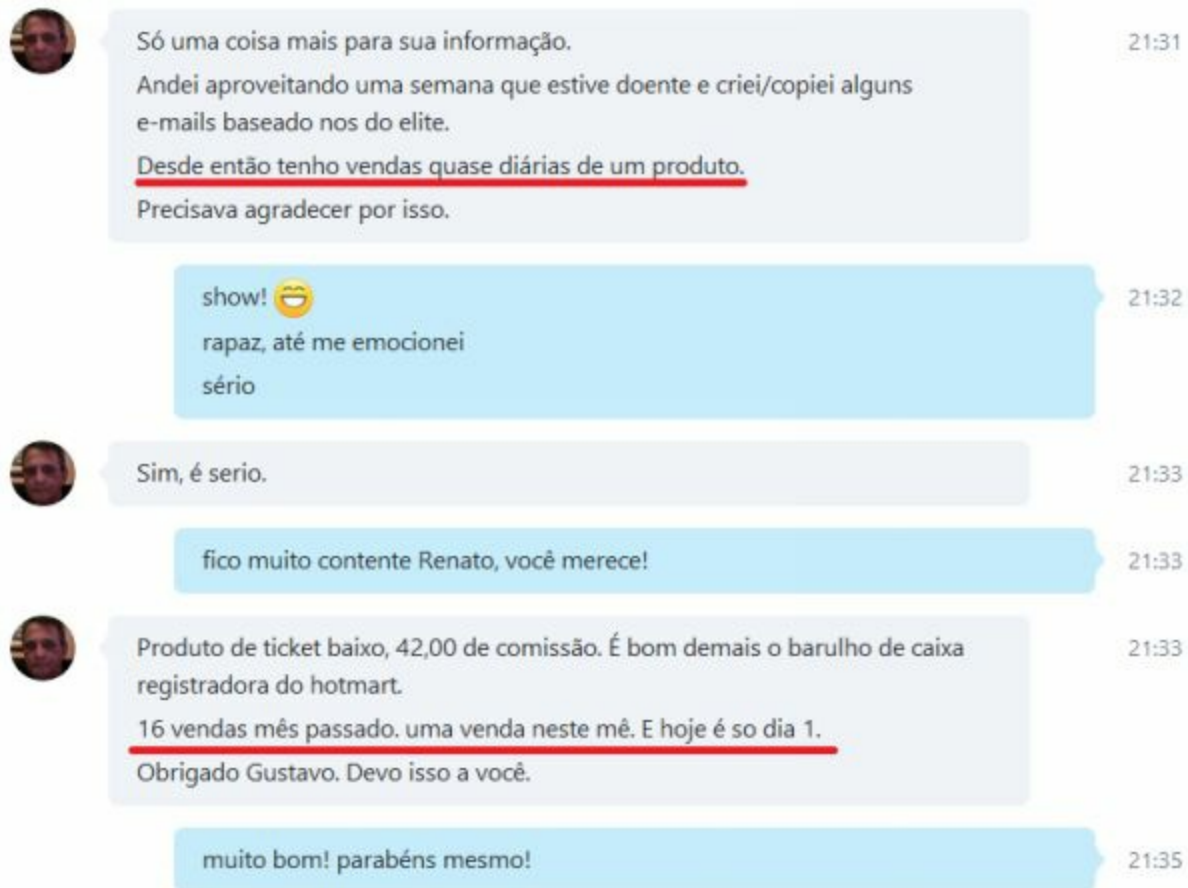 Só uma coisa mais para sua informação.
21:31
Andei aproveitando uma semana que estive doente e criei/copiei alguns
e-mails baseado nos do elite.
Desde então tenho vendas quase diárias de um produto.
Precisava agradecer por isso.
show!
21:32
rapaz, até me emocionei
sério
Sim, é serio.
21:33
fico muito contente Renato, você merece!
21:33
Produto de ticket baixo, 42,00 de comissão. É bom demais o barulho de caixa
21:33
registradora do hotmart.
16 vendas mês passado. uma venda neste mê. E hoje é so dia 1.
Obrigado Gustavo. Devo isso a você.
muito bom! parabéns mesmo!
21:35